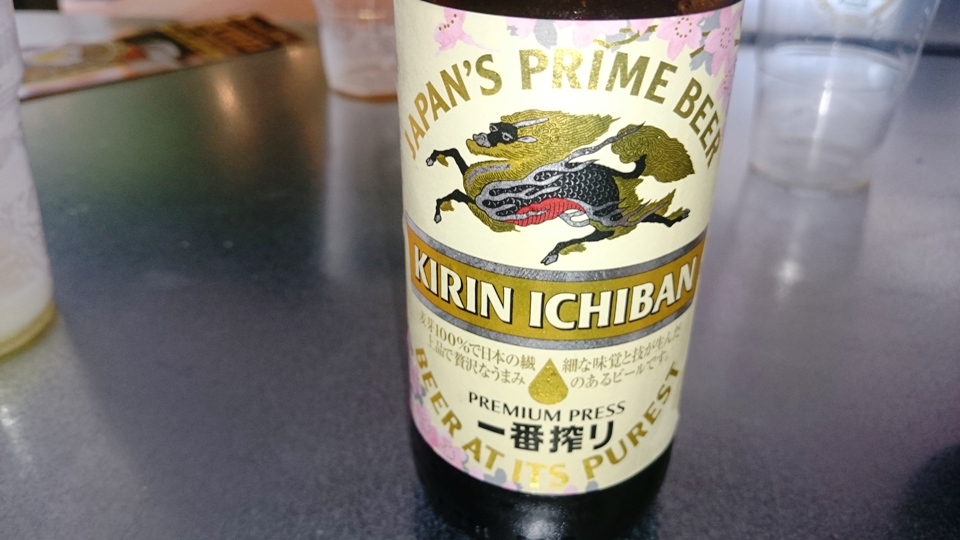 JAPAN'S PRIME BEER
KIRIN ICHIBAN
麦芽100%で日本の繊細な味覚と技が生んだ
上品で贅沢なうまみのあるビールです。
PREMIUM PRESS
一番搾り
BEER AT ITS PUREST